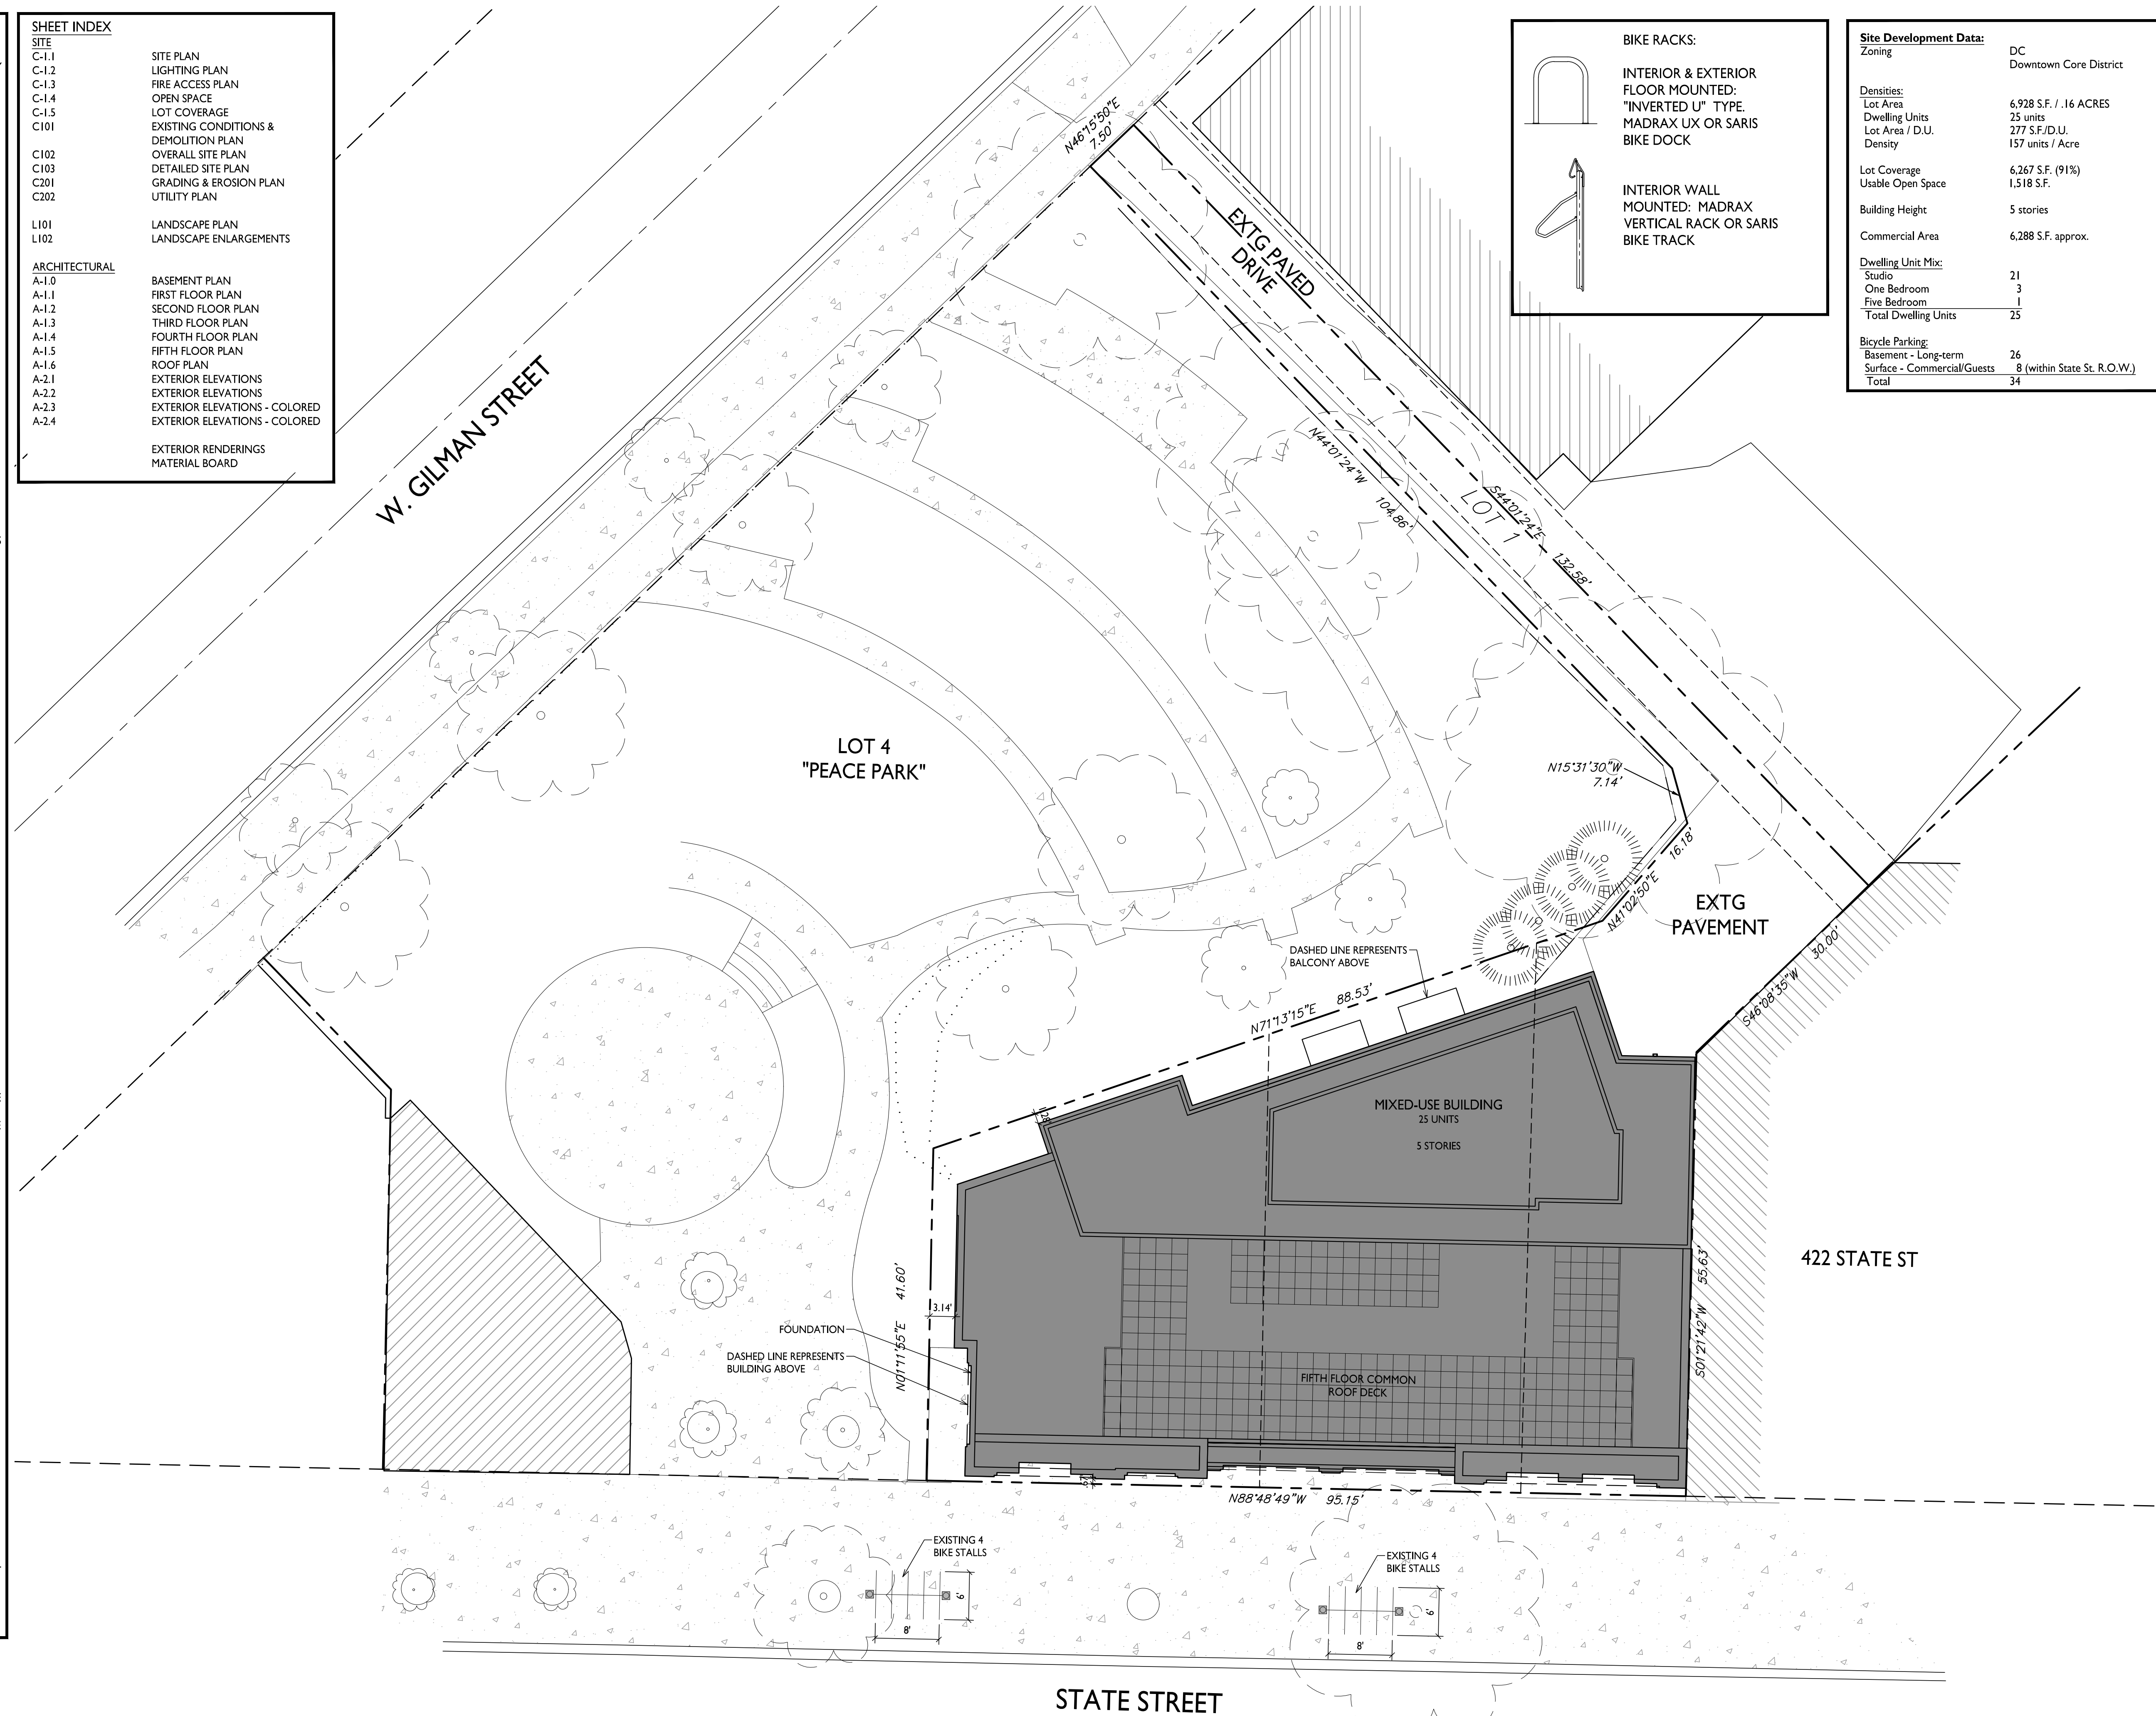 SHEET INDEX
SITE
C-1.1 SITE PLAN
C-1.2 LIGHTING PLAN
C-1.3 FIRE ACCESS PLAN
C-1.4 OPEN SPACE
C-1.5 LOT COVERAGE
C101 EXISTING CONDITIONS &
DEMOLITION PLAN
C102 OVERALL SITE PLAN
C103 DETAILED SITE PLAN
C201 GRADING & EROSION PLAN
C202 UTILITY PLAN
L101 LANDSCAPE PLAN
L102 LANDSCAPE ENLARGEMENTS
ARCHITECTURAL
A-1.0 BASEMENT PLAN
A-1.1 FIRST FLOOR PLAN
A-1.2 SECOND FLOOR PLAN
A-1.3 THIRD FLOOR PLAN
A-1.4 FOURTH FLOOR PLAN
A-1.5 FIFTH FLOOR PLAN
A-1.6 ROOF PLAN
A-2.1 EXTERIOR ELEVATIONS
A-2.2 EXTERIOR ELEVATIONS
A-2.3 EXTERIOR ELEVATIONS - COLORED
A-2.4 EXTERIOR ELEVATIONS - COLORED
EXTERIOR RENDERINGS
MATERIAL BOARD
BIKE RACKS:
INTERIOR & EXTERIOR
FLOOR MOUNTED:
"INVERTED U" TYPE.
MADRAX UX OR SARIS
BIKE DOCK
INTERIOR WALL
MOUNTED: MADRAX
VERTICAL RACK OR SARIS
BIKE TRACK
Site Development Data:
Zoning DC
Downtown Core District
Densities:
Lot Area 6,928 S.F. / .16 ACRES
Dwelling Units 25 units
Lot Area / D.U. 277 S.F./D.U.
Density 157 units / Acre
Lot Coverage 6,267 S.F. (91%)
Usable Open Space 1,518 S.F.
Building Height 5 stories
Commercial Area 6,288 S.F. approx.
Dwelling Unit Mix:
Studio 21
One Bedroom 3
Five Bedroom 1
Total Dwelling Units 25
Bicycle Parking:
Basement - Long-term 26
Surface - Commercial/Guests 8 (within State St. R.O.W.)
Total 34
N46°15'50"E
7.50'
EXTG PAVED
DRIVE
W. GILMAN STREET
N44°01'24"W 104.86'
LOT 1
S44°01'24"E 132.58'
LOT 4
"PEACE PARK"
N15°31'30"W
7.14'
16.18'
N41°02'50"E
EXTG
PAVEMENT
30.00'
S46°08'35"W
DASHED LINE REPRESENTS
BALCONY ABOVE
N71°13'15"E 88.53'
MIXED-USE BUILDING
25 UNITS
5 STORIES
422 STATE ST
N01°11'55"E 41.60'
3.14'
S01°21'42"W 55.63'
FOUNDATION
DASHED LINE REPRESENTS
BUILDING ABOVE
FIFTH FLOOR COMMON
ROOF DECK
N88°48'49"W 95.15'
EXISTING 4
BIKE STALLS
6'
8'
EXISTING 4
BIKE STALLS
6'
8'
STATE STREET